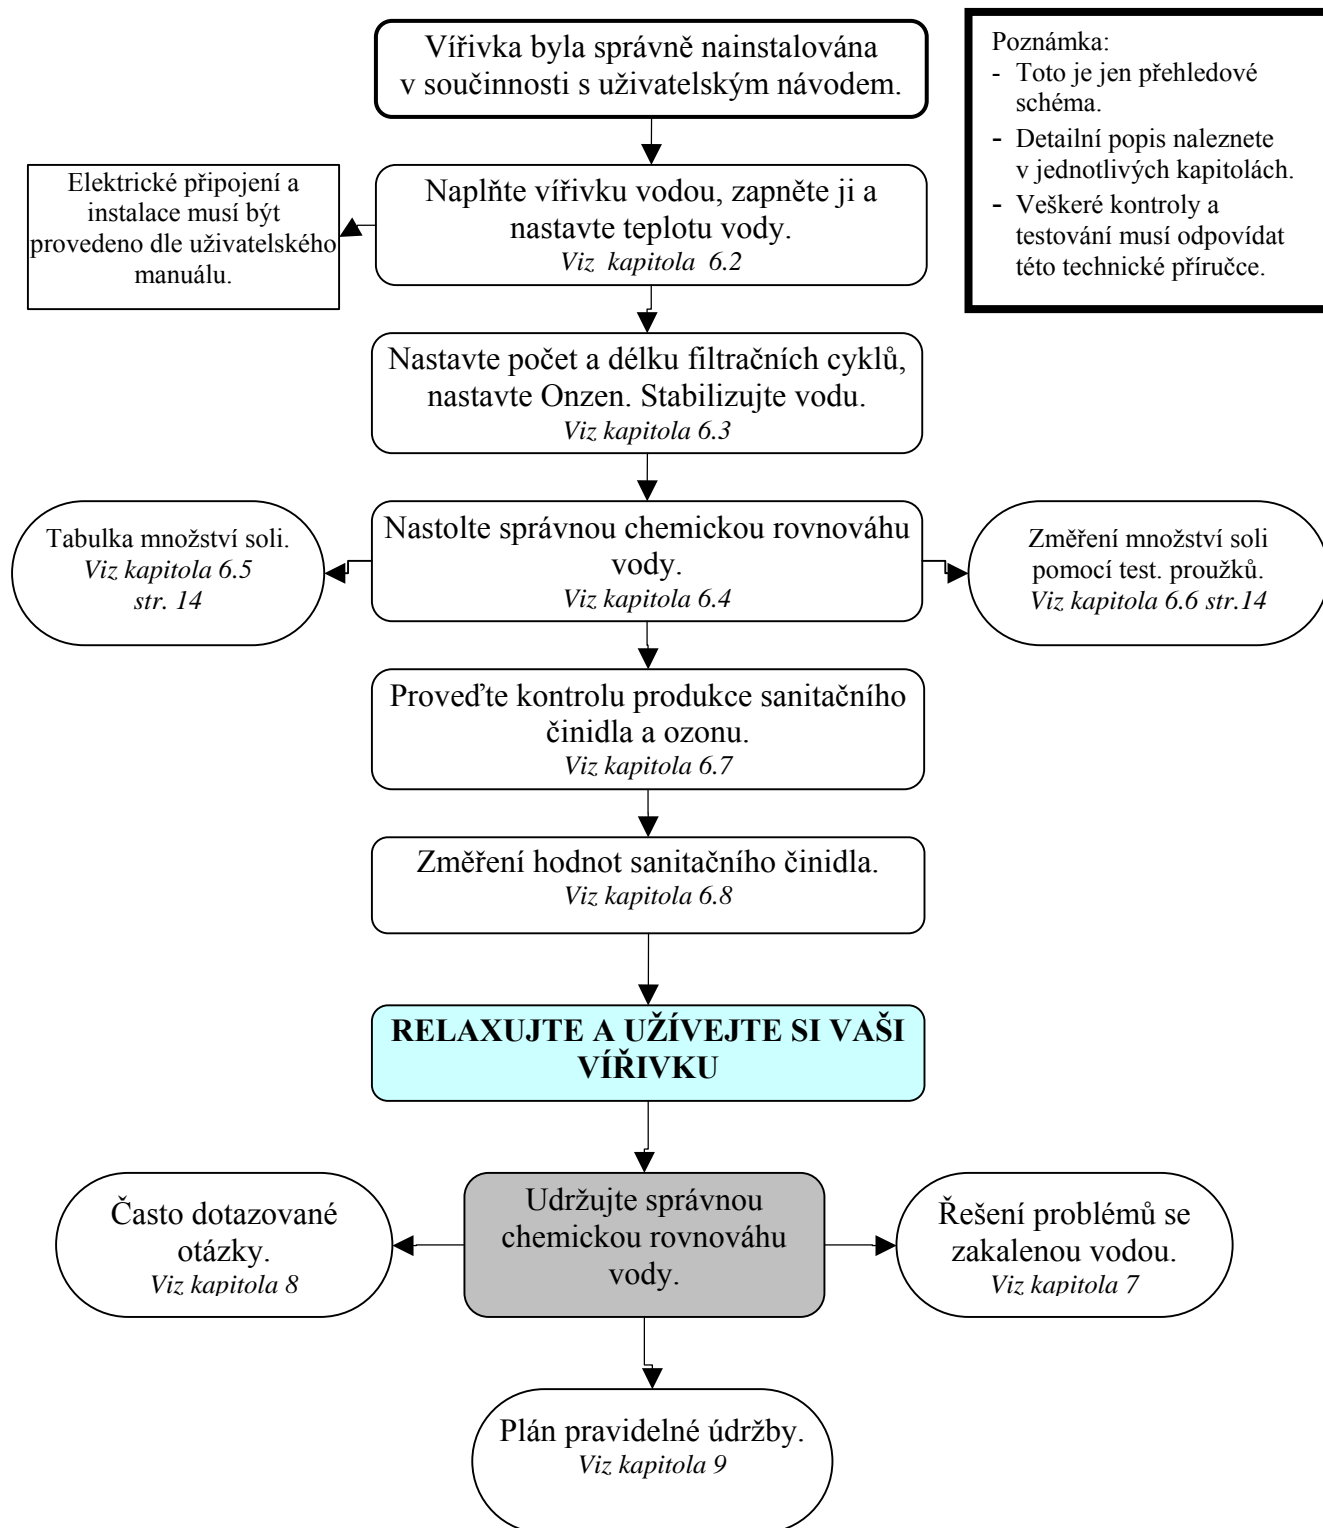 Vířivka byla správně nainstalována
v součinnosti s uživatelským návodem.
Poznámka:
- Toto je jen přehledové
schéma.
- Detailní popis naleznete
v jednotlivých kapitolách.
- Veškeré kontroly a
testování musí odpovídat
této technické příručce.
Elektrické připojení a
instalace musí být
provedeno dle uživatelského
manuálu.
Naplňte vířivku vodou, zapněte ji a
nastavte teplotu vody.
Viz kapitola 6.2
Nastavte počet a délku filtračních cyklů,
nastavte Onzen. Stabilizujte vodu.
Viz kapitola 6.3
Tabulka množství soli.
Viz kapitola 6.5
str. 14
Nastolte správnou chemickou rovnováhu
vody.
Viz kapitola 6.4
Změření množství soli
pomocí test. proužků.
Viz kapitola 6.6 str.14
Proveďte kontrolu produkce sanitačního
činidla a ozonu.
Viz kapitola 6.7
Změření hodnot sanitačního činidla.
Viz kapitola 6.8
RELAXUJTE A UŽÍVEJTE SI VAŠI
VÍŘIVKU
Často dotazované
otázky.
Viz kapitola 8
Udržujte správnou
chemickou rovnováhu
vody.
Řešení problémů se
zakalenou vodou.
Viz kapitola 7
Plán pravidelné údržby.
Viz kapitola 9